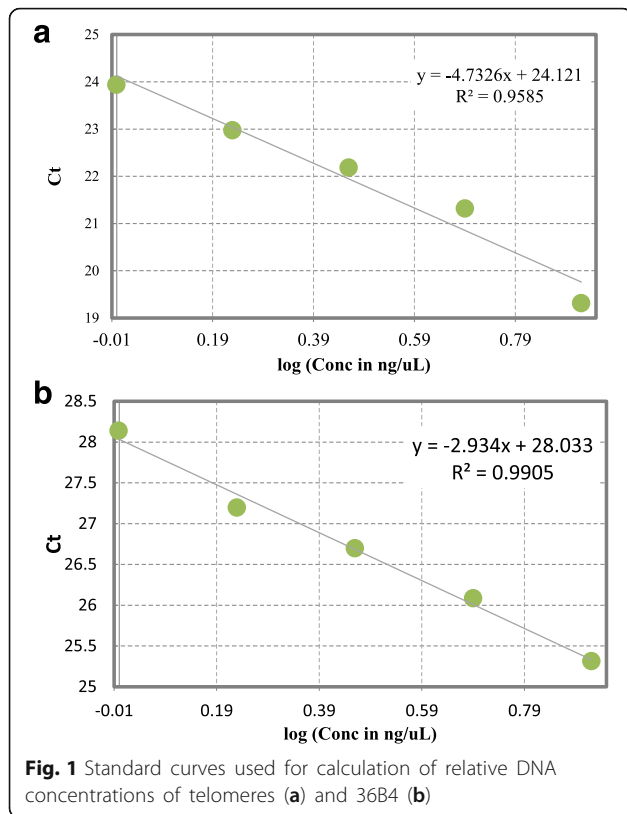 a
25
24
23
22
21
20
19
Ct
y = -4.7326x + 24.121
R² = 0.9585
-0.01 0.19 0.39 0.59 0.79
log (Conc in ng/uL)
b
28.5
28
27.5
27
26.5
26
25.5
25
Ct
y = -2.934x + 28.033
R² = 0.9905
-0.01 0.19 0.39 0.59 0.79
log (Conc in ng/uL)
Fig. 1 Standard curves used for calculation of relative DNA
concentrations of telomeres (a) and 36B4 (b)